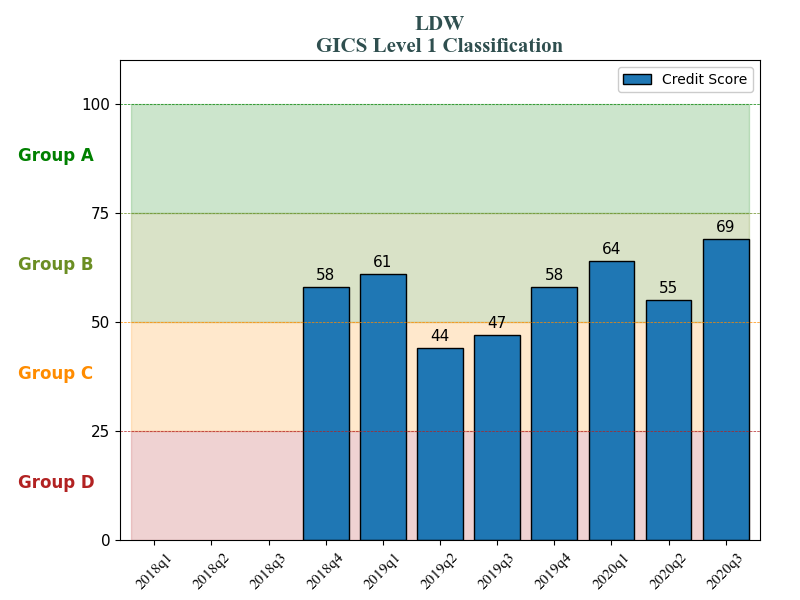 LDW
GICS Level 1 Classification
Credit Score
100
Group A
75
69
64
Group B
61
58
58
55
50
47
44
Group C
25
Group D
0
2018q1 2018q2 2018q3 2018q4 2019q1 2019q2 2019q3 2019q4 2020q1 2020q2 2020q3